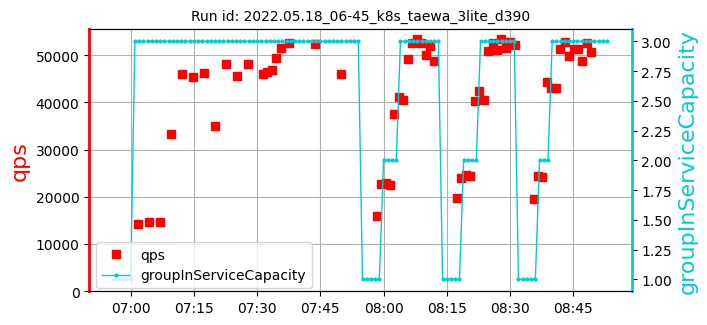 Run id: 2022.05.18_06-45_k8s_taewa_3lite_d390
qps
50000
40000
30000
20000
10000
0
3.00
2.75
2.50
2.25
2.00
1.75
1.50
1.25
1.00
groupInServiceCapacity
qps
groupInServiceCapacity
07:00 07:15 07:30 07:45 08:00 08:15 08:30 08:45